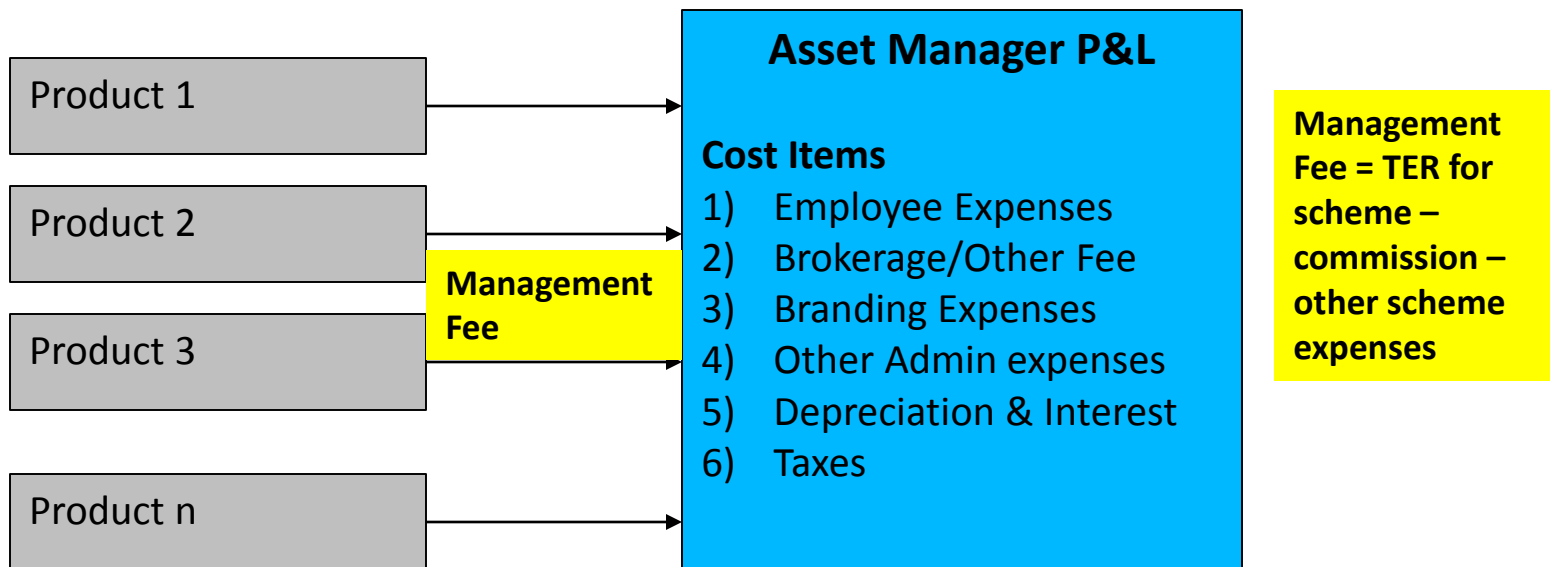 Product 1
Product 2
Product 3
Product n
Management
Fee
Asset Manager P&L
Cost Items
1) Employee Expenses
2) Brokerage/Other Fee
3) Branding Expenses
4) Other Admin expenses
5) Depreciation & Interest
6) Taxes
Management
Fee = TER for
scheme –
commission –
other scheme
expenses